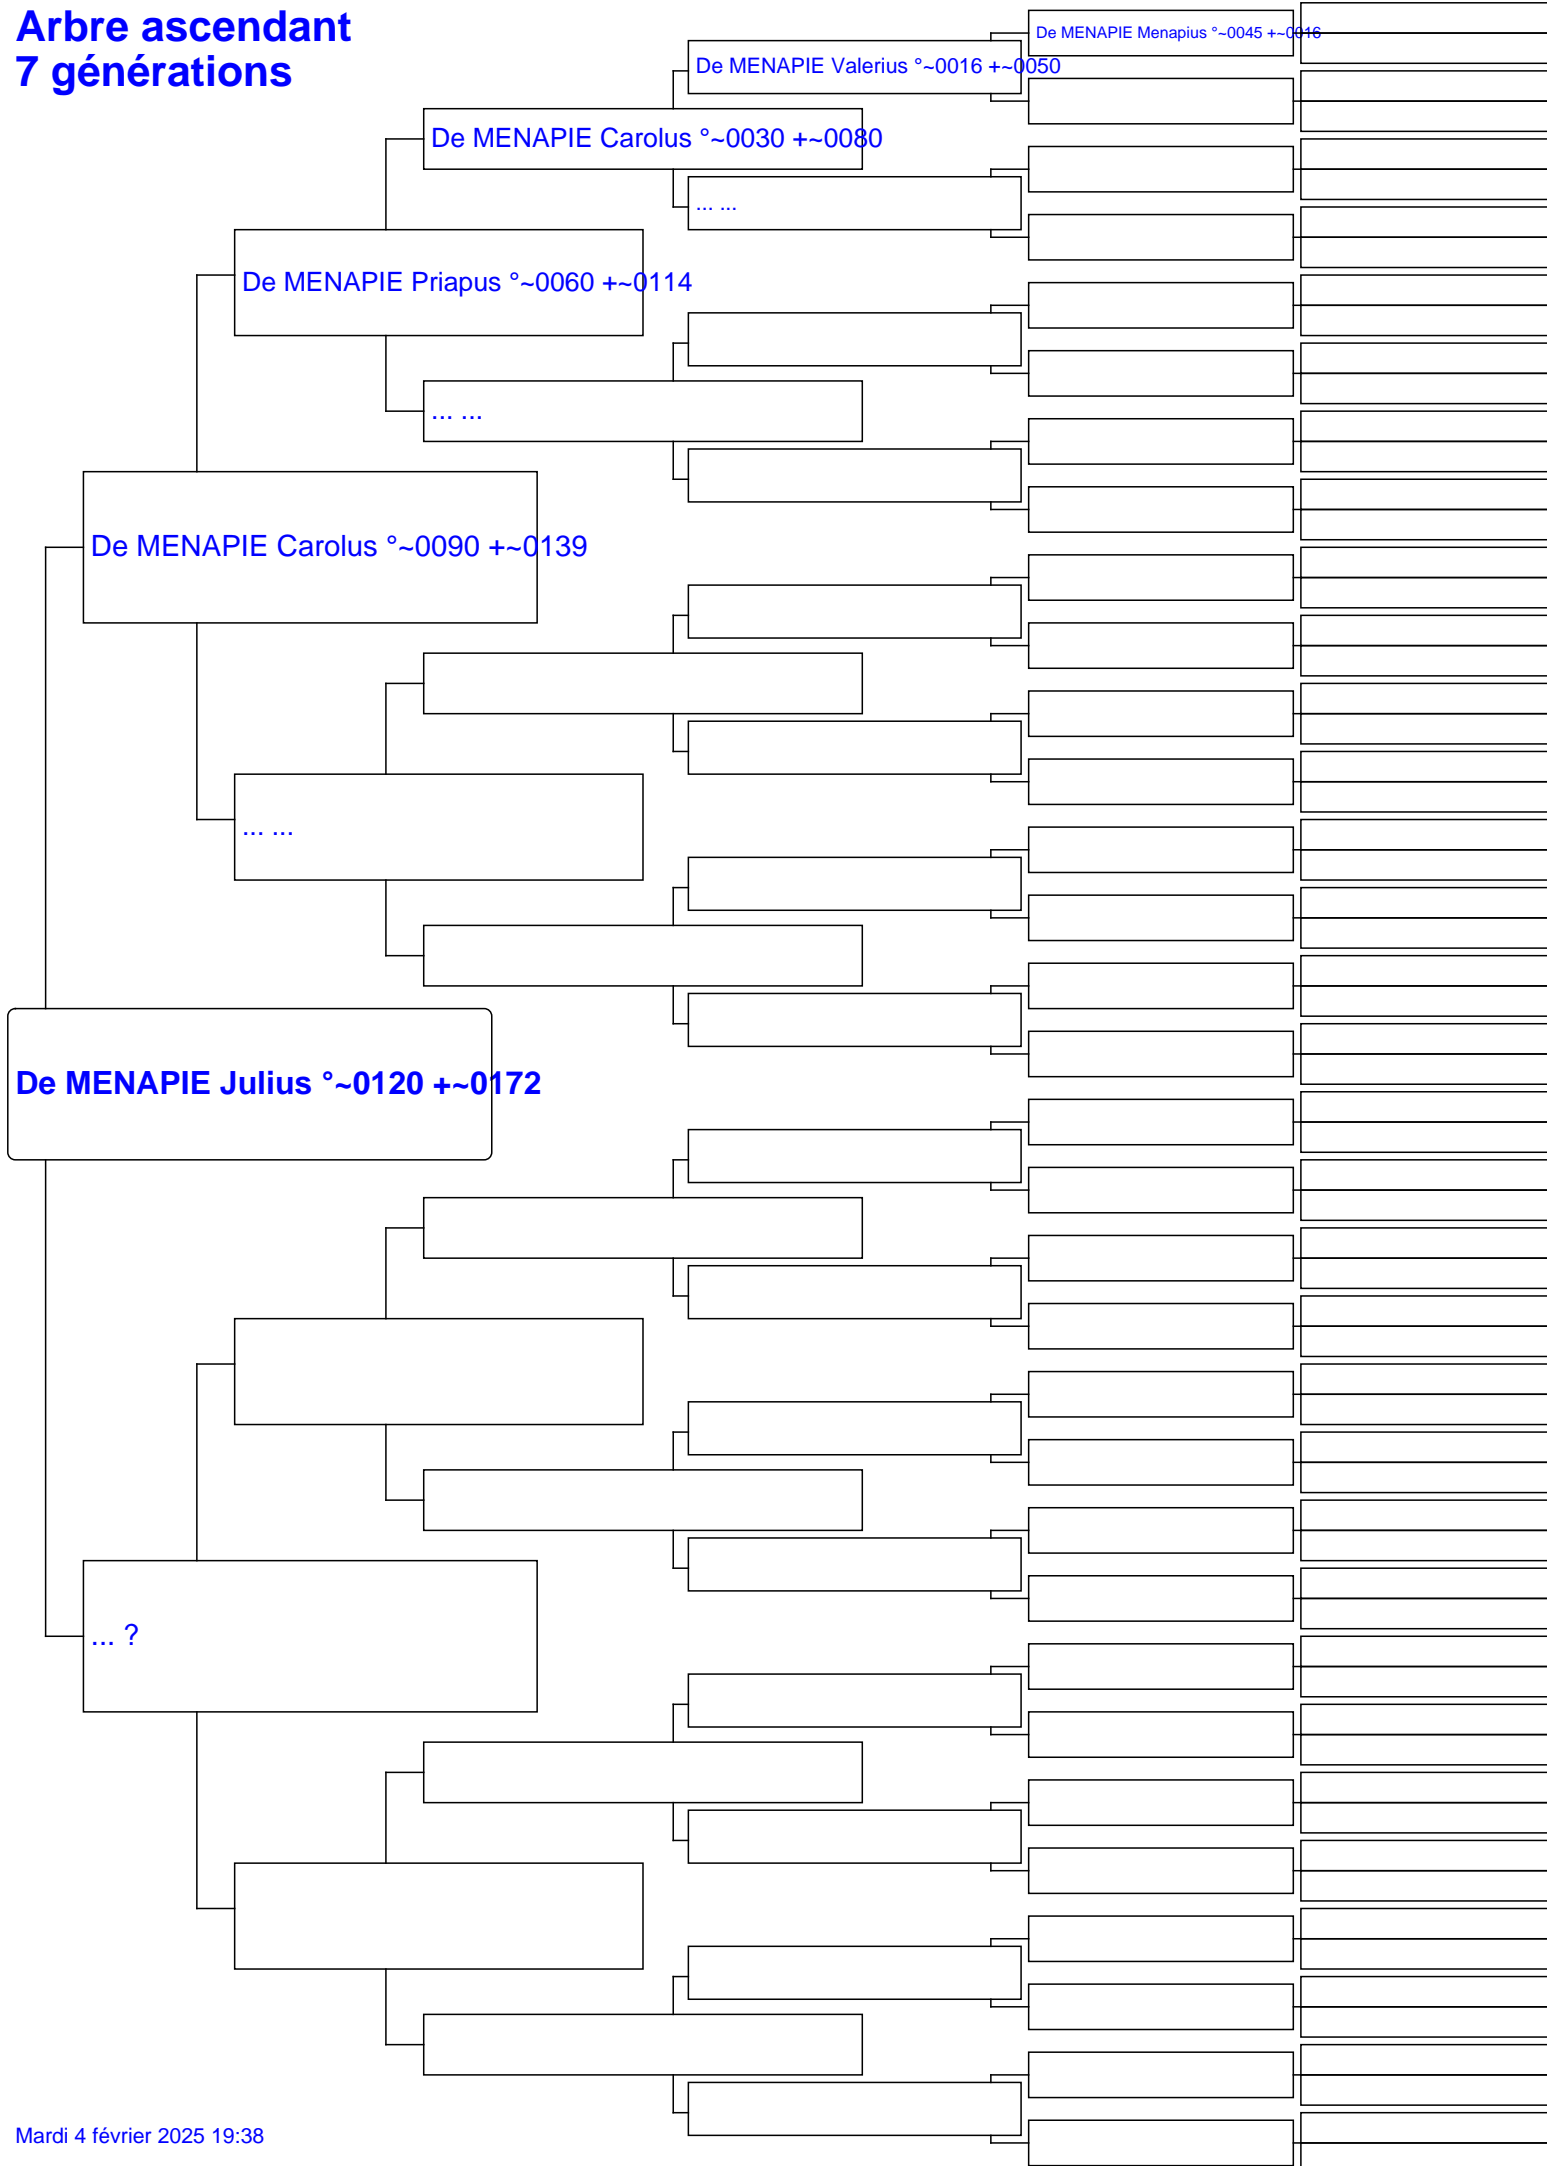 Arbre ascendant
7 générations
De MENAPIE Menapius °~0045 +~0016
De MENAPIE Valerius °~0016 +~0050
De MENAPIE Carolus °~0030 +~0080
... ...
De MENAPIE Priapus °~0060 +~0114
... ...
De MENAPIE Carolus °~0090 +~0139
... ...
De MENAPIE Julius °~0120 +~0172
... ?
Mardi 4 février 2025 19:38